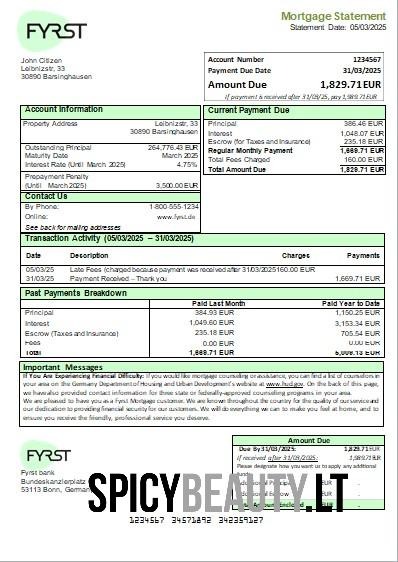 FYRST
Mortgage Statement
Statement Date: 05/03/2025
John Citizen
Leibnizstr, 33
30890 Barsinghausen
Account Number 1234567
Payment Due Date 31/03/2025
Amount Due 1,829.71 EUR
If payment is received after 31/03/25, pay 1,989.71 EUR
Account Information
Property Address Leibnizstr, 33
30890 Barsinghausen
Outstanding Principal 264,776.43 EUR
Maturity Date March 2025
Interest Rate (Until March 2025) 4.75%
Prepayment Penalty
(Until March 2025) 3,500.00 EUR
Contact Us
By Phone: 1-800-555-1234
Online: www.fyrst.de
See back for mailing addresses
Current Payment Due
Principal 386.46 EUR
Interest 1,048.07 EUR
Escrow (for Taxes and Insurance) 235.18 EUR
Regular Monthly Payment 1,669.71 EUR
Total Fees Charged 160.00 EUR
Total Amount Due 1,829.71 EUR
Transaction Activity (05/03/2025 – 31/03/2025)
Date Description Charges Payments
05/03/25 Late Fees (charged because payment was received after 31/03/2025 160.00 EUR
31/03/25 Payment Received – Thank you 1,669.71 EUR
Past Payments Breakdown
Paid Last Month Paid Year to Date
Principal 384.93 EUR 1,150.25 EUR
Interest 1,049.60 EUR 3,153.34 EUR
Escrow (Taxes and Insurance) 235.18 EUR 705.54 EUR
Fees 0.00 EUR 0.00 EUR
Total 1,669.71 EUR 5,009.13 EUR
Important Messages
If You Are Experiencing Financial Difficulty: If you would like mortgage counseling or assistance, you can find a list of counselors in
your area on the Germany Department of Housing and Urban Development's website at www.hud.gov. On the back of this page,
we have also provided contact information for three state or federally-approved counseling programs in your area.
We are pleased to have you as a Fyrst Mortgage customer. We are known throughout the country for the quality of our service and
our dedication to providing financial security for our customers. We will do everything we can to make you feel at home, and to
ensure you receive the friendly, professional service you deserve.
FYRST
Fyrst bank
Bundeskanzlerplatz
53113 Bonn, Germany
Amount Due
Due By 31/03/25: 1,829.71 EUR
If received after 31/03/25: 1,989.71 EUR
Please designate how you want us to apply any additional
funds.
Additional Principal
Additional Escrow
Total Amount Enclosed
SPICYBEAUTY.LT
1234567 34571892 342359127